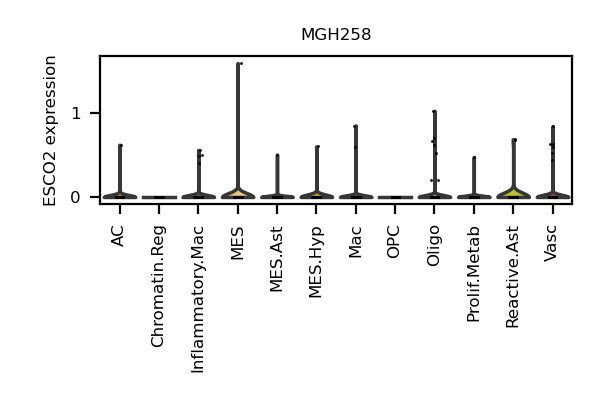 MGH258
ESCO2 expression
1
0
AC
Chromatin.Reg
Inflammatory.Mac
MES
MES.Ast
MES.Hyp
Mac
OPC
Oligo
Prolif.Metab
Reactive.Ast
Vasc